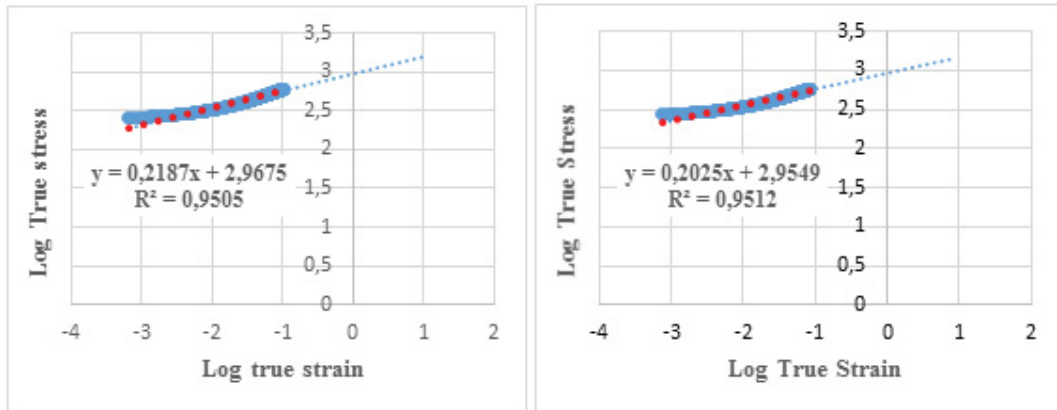 3,5
3
2,5
2
1,5
1
0,5
0
-4 -3 -2 -1 0 1 2
Log True stress
Log true strain
y = 0,2187x + 2,9675
R² = 0,9505
3,5
3
2,5
2
1,5
1
0,5
0
-4 -3 -2 -1 0 1 2
Log True Stress
Log True Strain
y = 0,2025x + 2,9549
R² = 0,9512